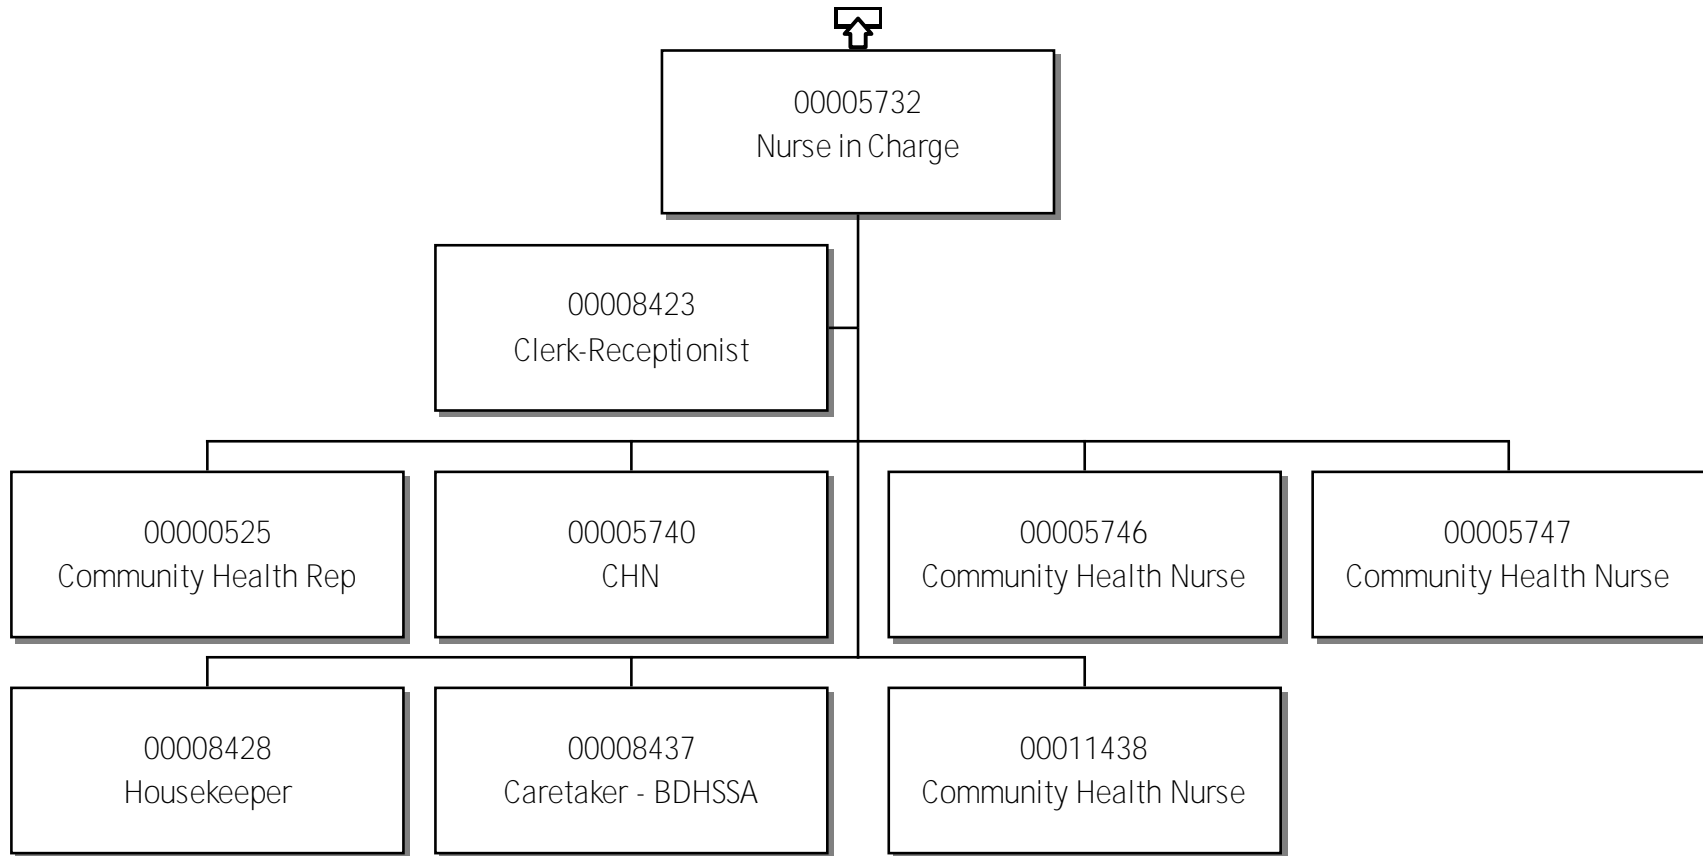 00005732
Nurse in Charge
00008423
Clerk-Receptionist
00000525
Community Health Rep
00005740
CHN
00005746
Community Health Nurse
00005747
Community Health Nurse
00008428
Housekeeper
00008437
Caretaker - BDHSSA
00011438
Community Health Nurse